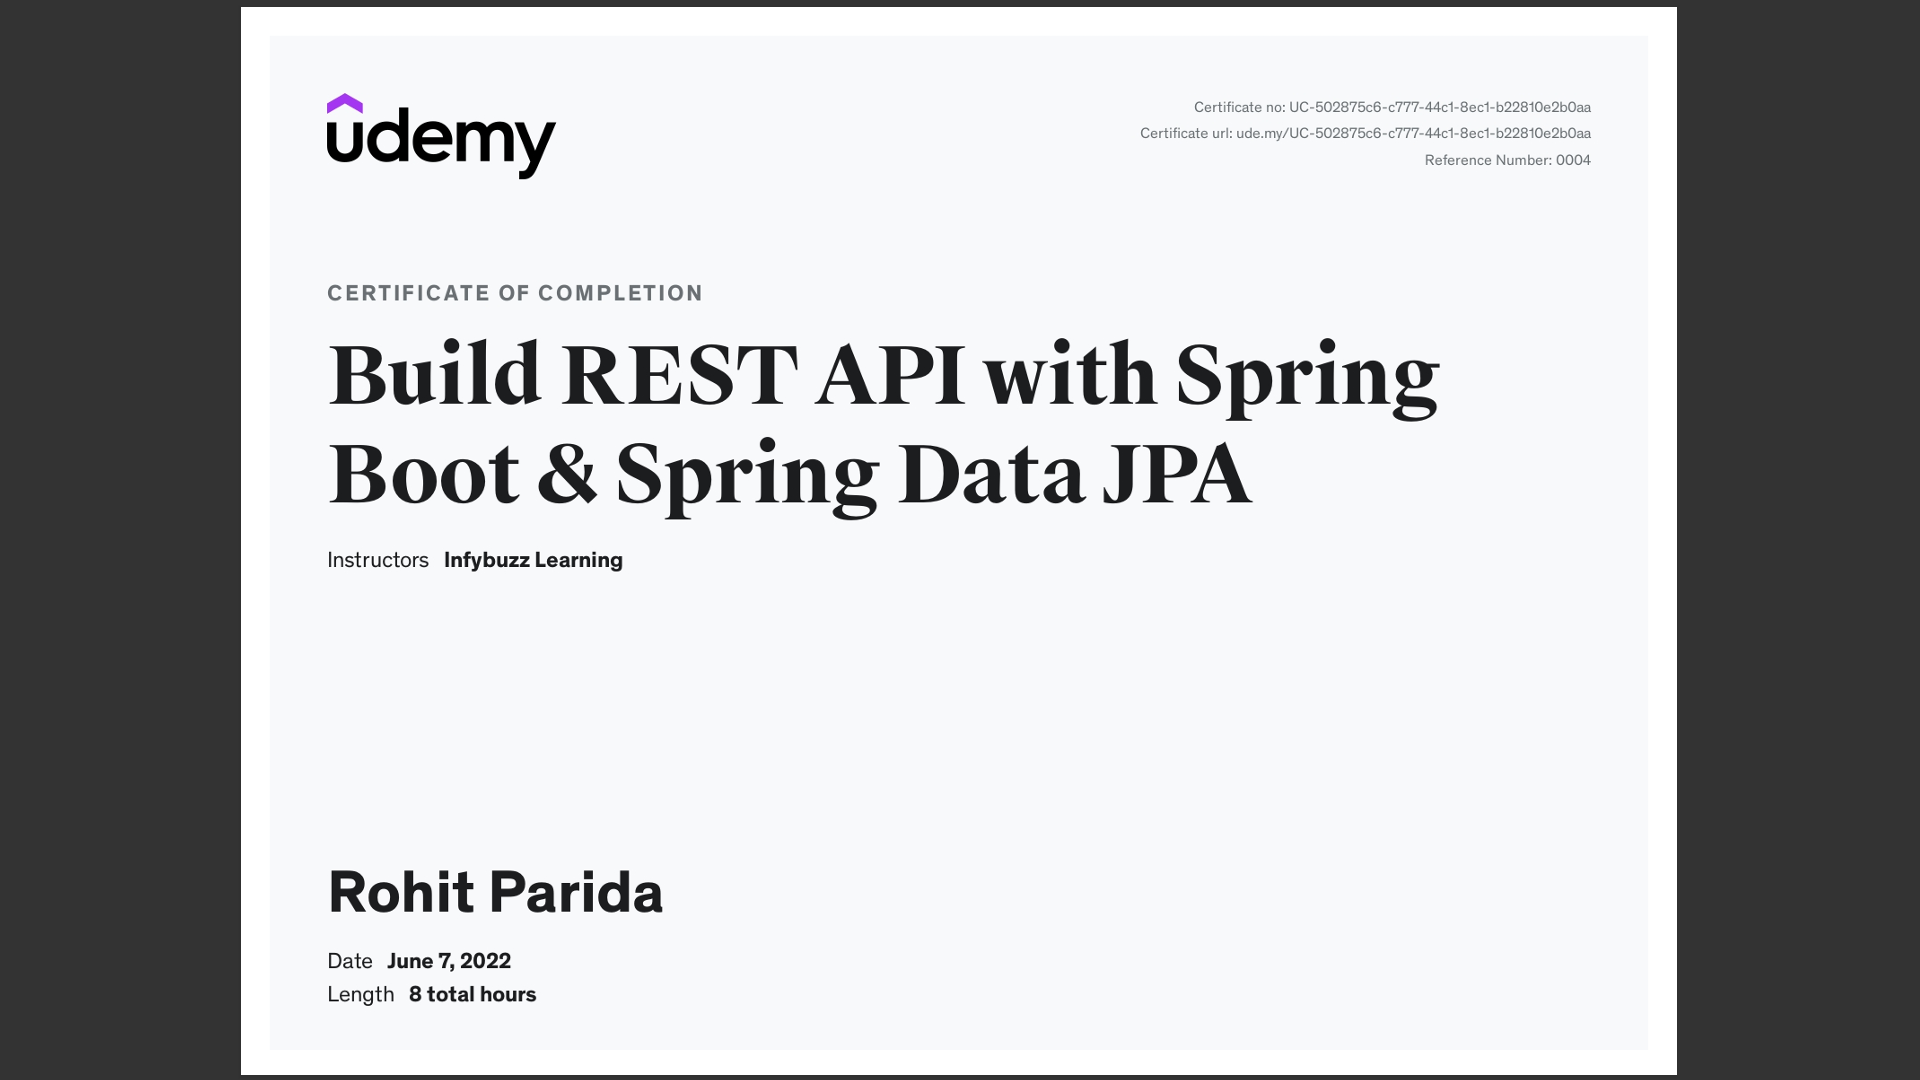 udemy
Certificate no: UC-502875c6-c777-44c1-8ec1-b22810e2b0aa
Certificate url: ude.my/UC-502875c6-c777-44c1-8ec1-b22810e2b0aa
Reference Number: 0004
CERTIFICATE OF COMPLETION
Build REST API with Spring
Boot & Spring Data JPA
Instructors Infybuzz Learning
Rohit Parida
Date June 7, 2022
Length 8 total hours